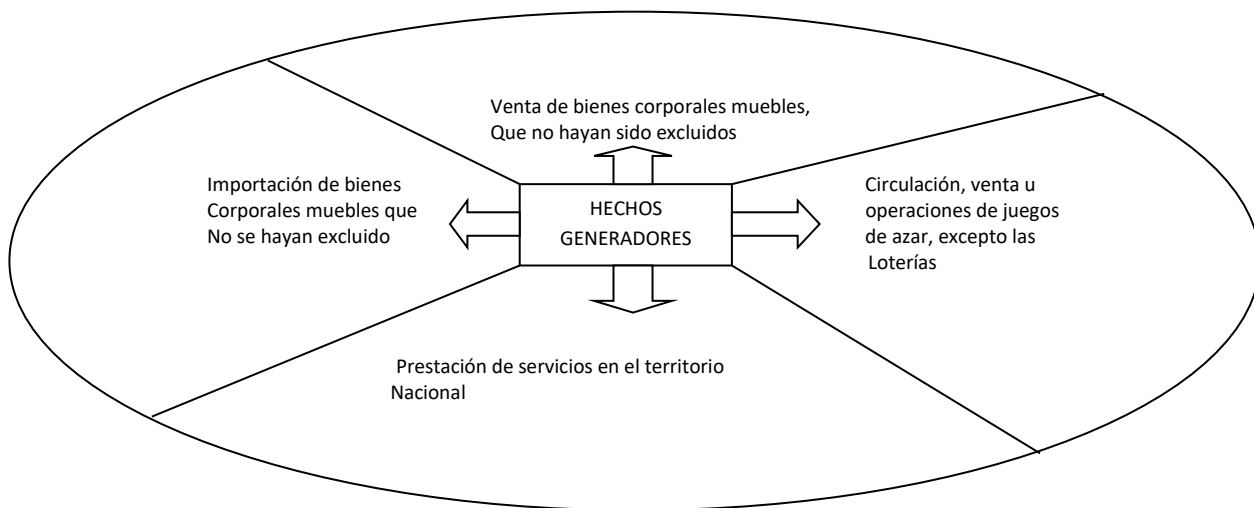 Venta de bienes corporales muebles,
Que no hayan sido excluidos
Importación de bienes
Corporales muebles que
No se hayan excluido
HECHOS
GENERADORES
Circulación, venta u
operaciones de juegos
de azar, excepto las
Loterías
Prestación de servicios en el territorio
Nacional